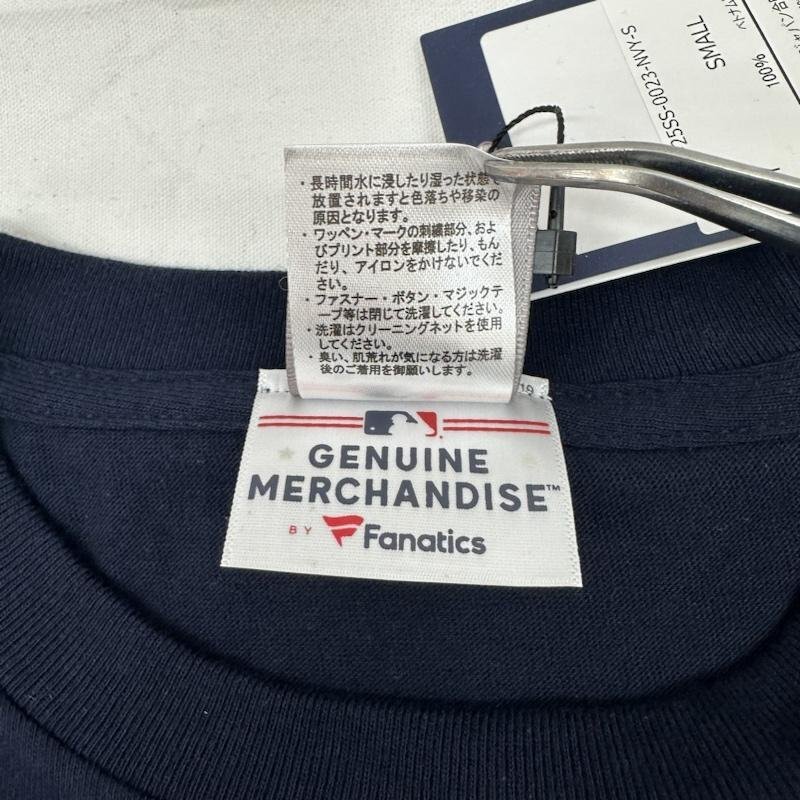 ・長時間水に浸したり湿った状態で
放置されますと色落ちや移染の
原因となります。
・ワッペン・マークの刺繍部分、およ
びプリント部分を摩擦したり、もん
だり、アイロンをかけないでくだ
さい。
・ファスナー・ボタン・マジックテ
ープ等は閉じて洗濯してください。
・洗濯はクリーニングネットを使用
してください。
・臭い、肌荒れが気になる方は洗濯
後のご着用を御願いします。
GENUINE
MERCHANDISE™
BY Fanatics
25SS-0023-NVY-S
SMALL
100%